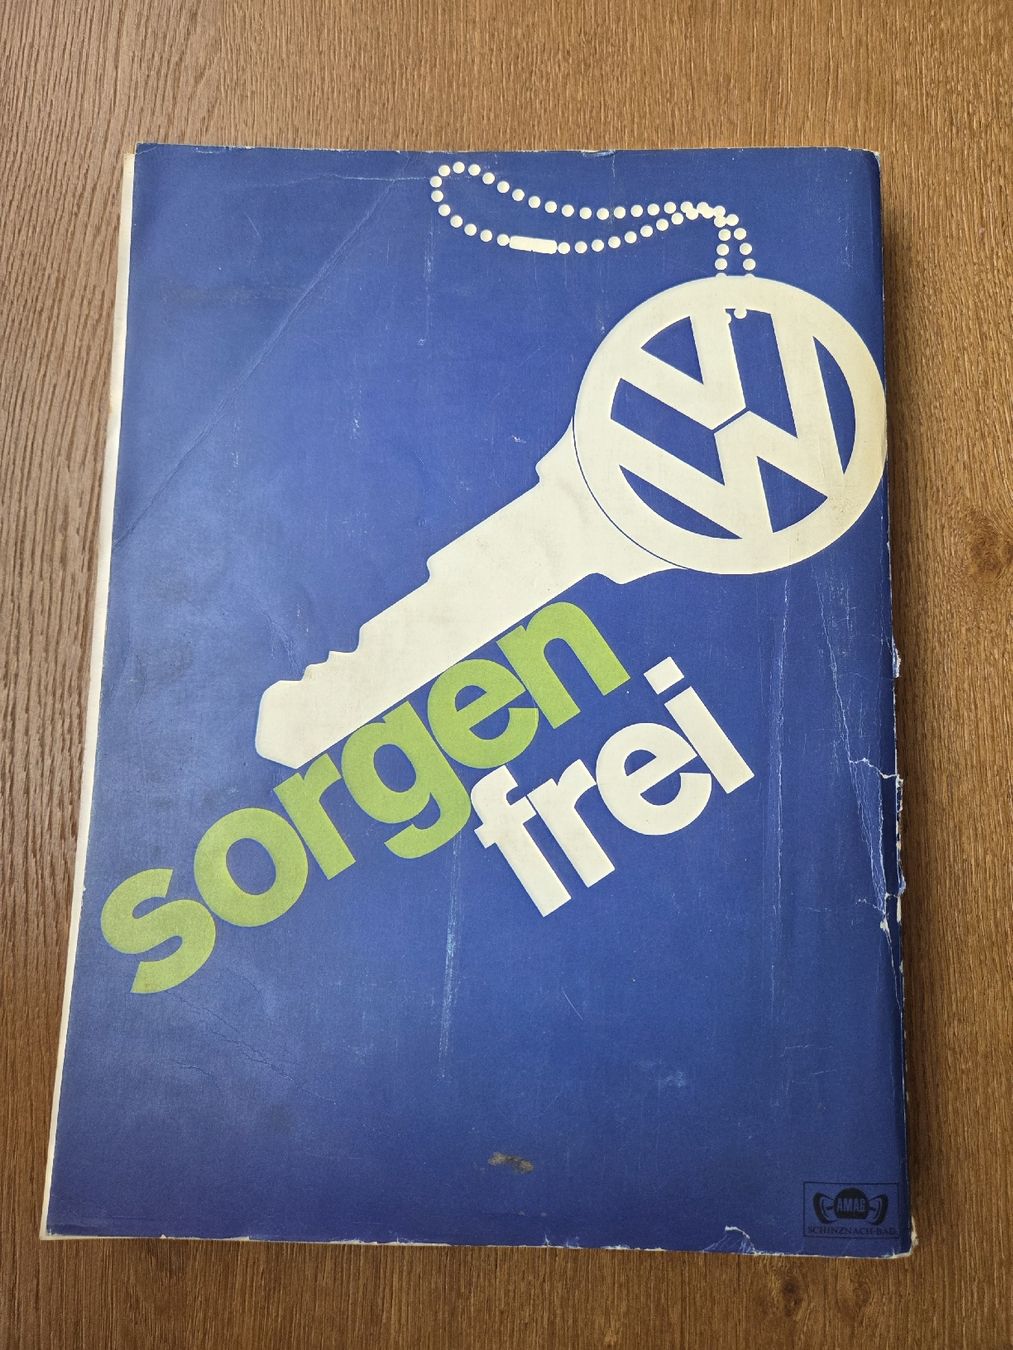 VW
sorgen
frei
AMAG
SCHINZNACH-BAD